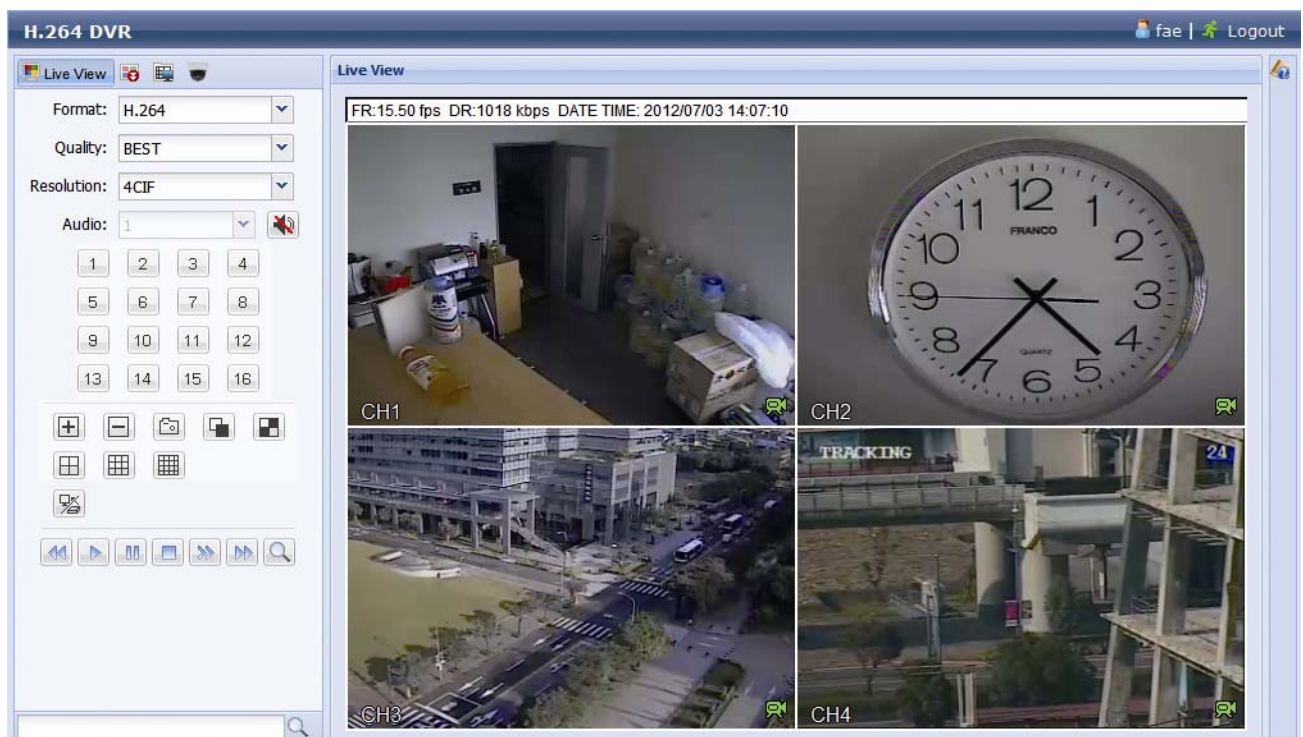 H.264 DVR
fae | Logout
Live View
Format: H.264
Quality: BEST
Resolution: 4CIF
Audio: 1
1 2 3 4
5 6 7 8
9 10 11 12
13 14 15 16
Live View
FR:15.50 fps DR:1018 kbps DATE TIME: 2012/07/03 14:07:10
CH1
12
1
2
3
4
5
6
7
8
9
10
11
FRANCO
QUARTZ
CH2
CH3
TRACKING
24
CH4